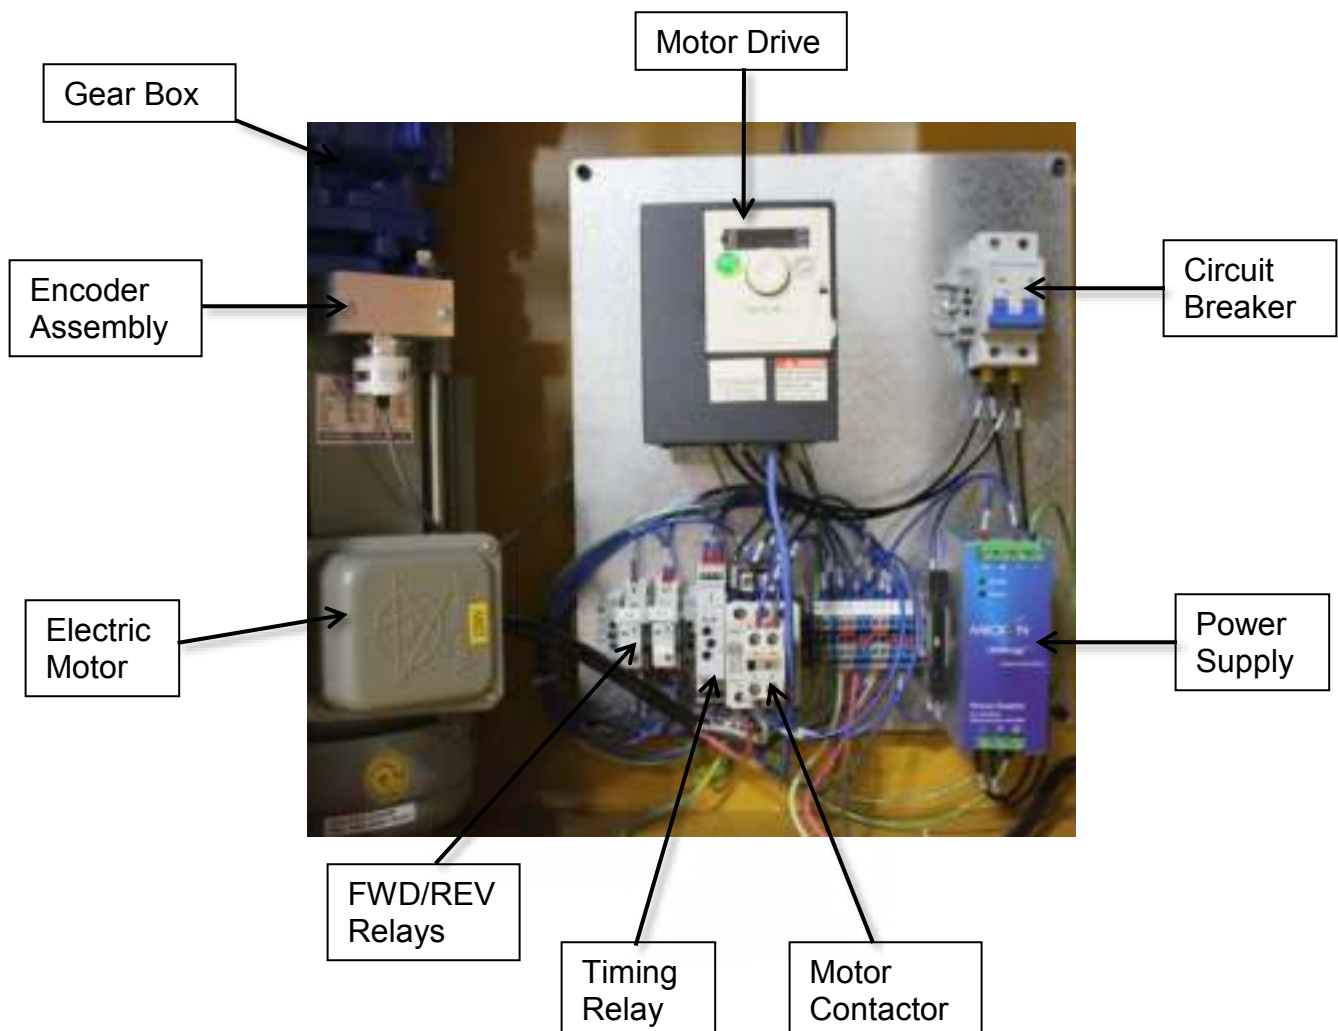 Motor Drive
Gear Box
Encoder
Assembly
Circuit
Breaker
Electric
Motor
Power
Supply
FWD/REV
Relays
Timing
Relay
Motor
Contactor